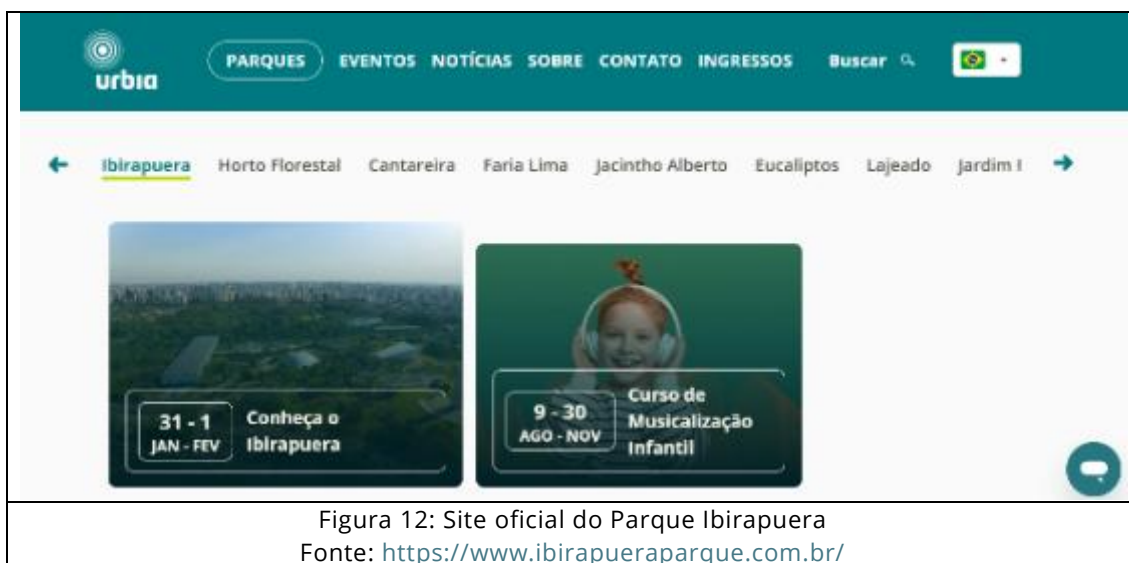 urbia
PARQUES EVENTOS NOTÍCIAS SOBRE CONTATO INGRESSOS Buscar
Ibirapuera Horto Florestal Cantareira Faria Lima Jacintho Alberto Eucaliptos Lajeado Jardim
31 - 1
JAN - FEV
Conheça o
Ibirapuera
9 - 30
AGO - NOV
Curso de
Musicalização
Infantil
Figura 12: Site oficial do Parque Ibirapuera
Fonte: https://www.ibirapueraparque.com.br/